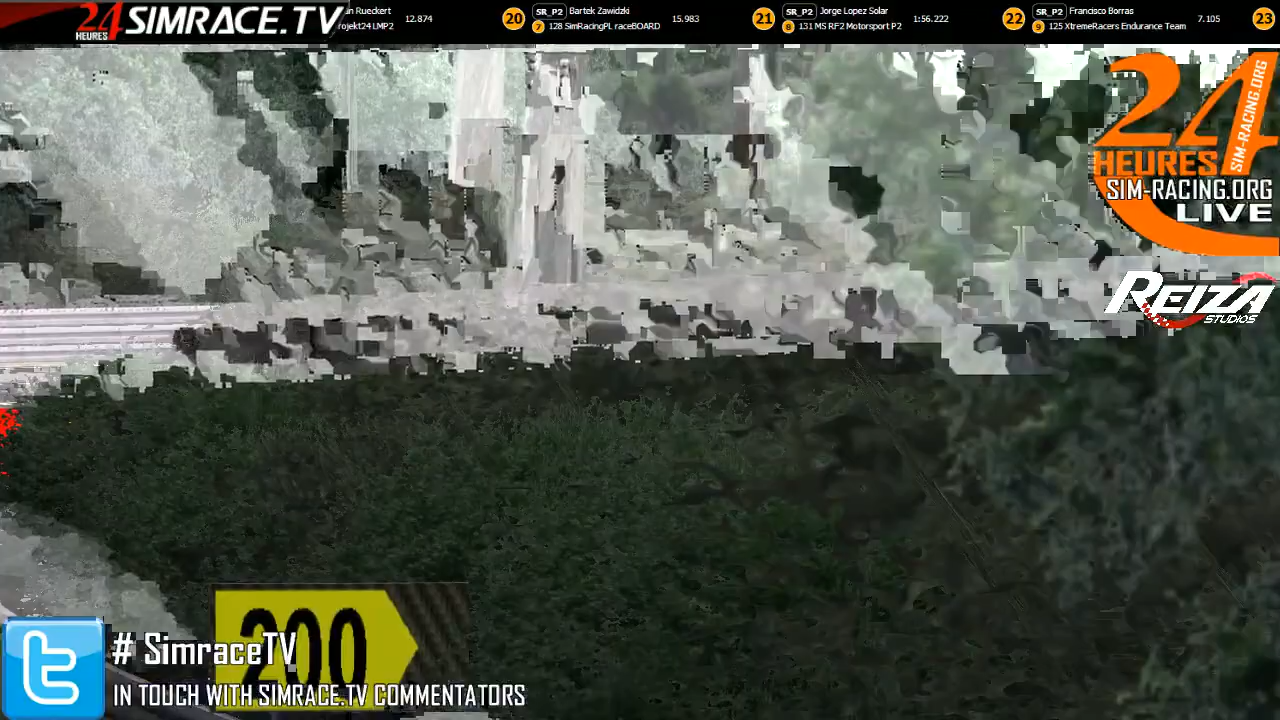 24 HEURES SIMRACE.TV
Rueckert
12.874
20
SR_P2
Bartek Zawidzki
7
128 SimRacingPL raceBOARD
15.983
21
SR_P2
Jorge Lopez Solar
8
131 MS RF2 Motorsport P2
1:56.222
22
SR_P2
Francisco Borras
9
125 XtremeRacers Endurance Team
7.105
23
24
HEURES
SIM-RACING.ORG
SIM-RACING.ORG
LIVE
REIZA
STUDIOS
200
# SimraceTV
IN TOUCH WITH SIMRACE.TV COMMENTATORS